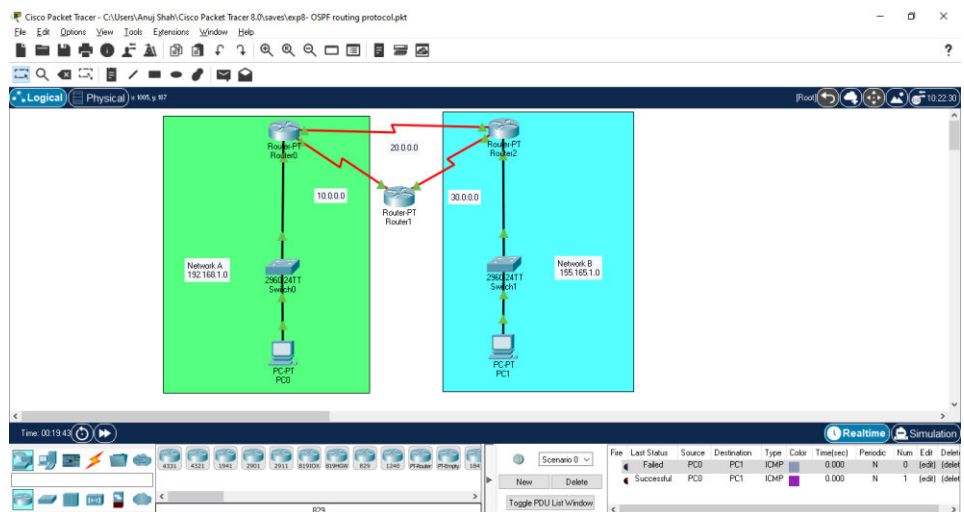 Cisco Packet Tracer - C:\Users\Anuj Shah\Cisco Packet Tracer 8.0\saves\exp8- OSPF routing protocol.pkt
File Edit Options View Tools Extensions Window Help
Logical Physical x: 1005, y: 187 [Root] 10:22:30
Router-PT
Router0
Router-PT
Router2
20.0.0.0
10.0.0.0
30.0.0.0
Router-PT
Router1
Network A
192.168.1.0
2960-24TT
Switch0
Network B
155.165.1.0
2960-24TT
Switch1
PC-PT
PC0
PC-PT
PC1
Time: 00:19:43 Realtime Simulation
4331 4321 1941 2901 2911 819IOX 819HGW 829 1240 PT-Router PT-Empty 184
829
Scenario 0
New Delete
Toggle PDU List Window
Fire Last Status Source Destination Type Color Time(sec) Periodic Num Edit Delet
Failed PC0 PC1 ICMP 0.000 N 0 (edit) (delet
Successful PC0 PC1 ICMP 0.000 N 1 (edit) (delet